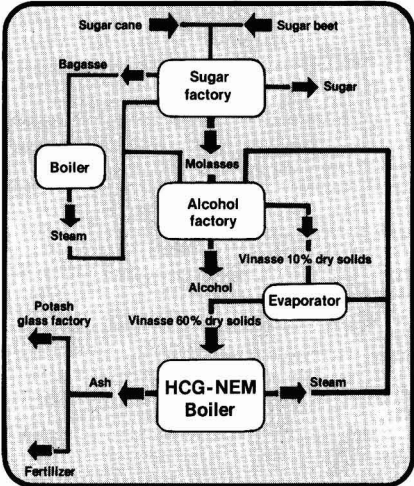 Sugar cane
Sugar beet
Bagasse
Sugar
factory
Sugar
Boiler
Molasses
Alcohol
factory
Steam
Vinasse 10% dry solids
Alcohol
Evaporator
Potash
glass factory
Vinasse 60% dry solids
HCG-NEM
Boiler
Ash
Steam
Fertilizer